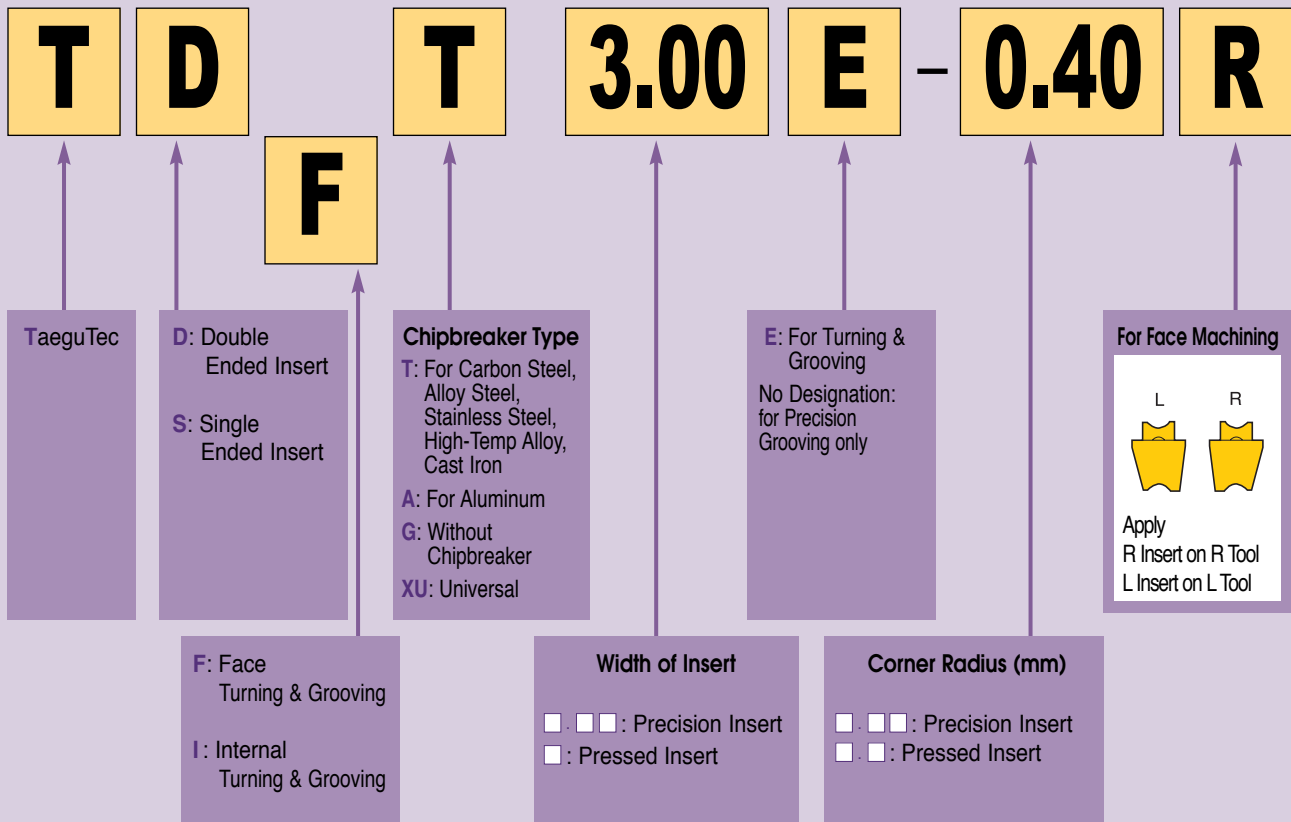 T D T 3.00 E – 0.40 R
F
TaeguTec
D: Double
Ended Insert
S: Single
Ended Insert
Chipbreaker Type
T: For Carbon Steel,
Alloy Steel,
Stainless Steel,
High-Temp Alloy,
Cast Iron
A: For Aluminum
G: Without
Chipbreaker
XU: Universal
E: For Turning &
Grooving
No Designation:
for Precision
Grooving only
For Face Machining
L R
Apply
R Insert on R Tool
L Insert on L Tool
F: Face
Turning & Grooving
I : Internal
Turning & Grooving
Width of Insert
□.□□: Precision Insert
□: Pressed Insert
Corner Radius (mm)
□.□□: Precision Insert
□.□: Pressed Insert